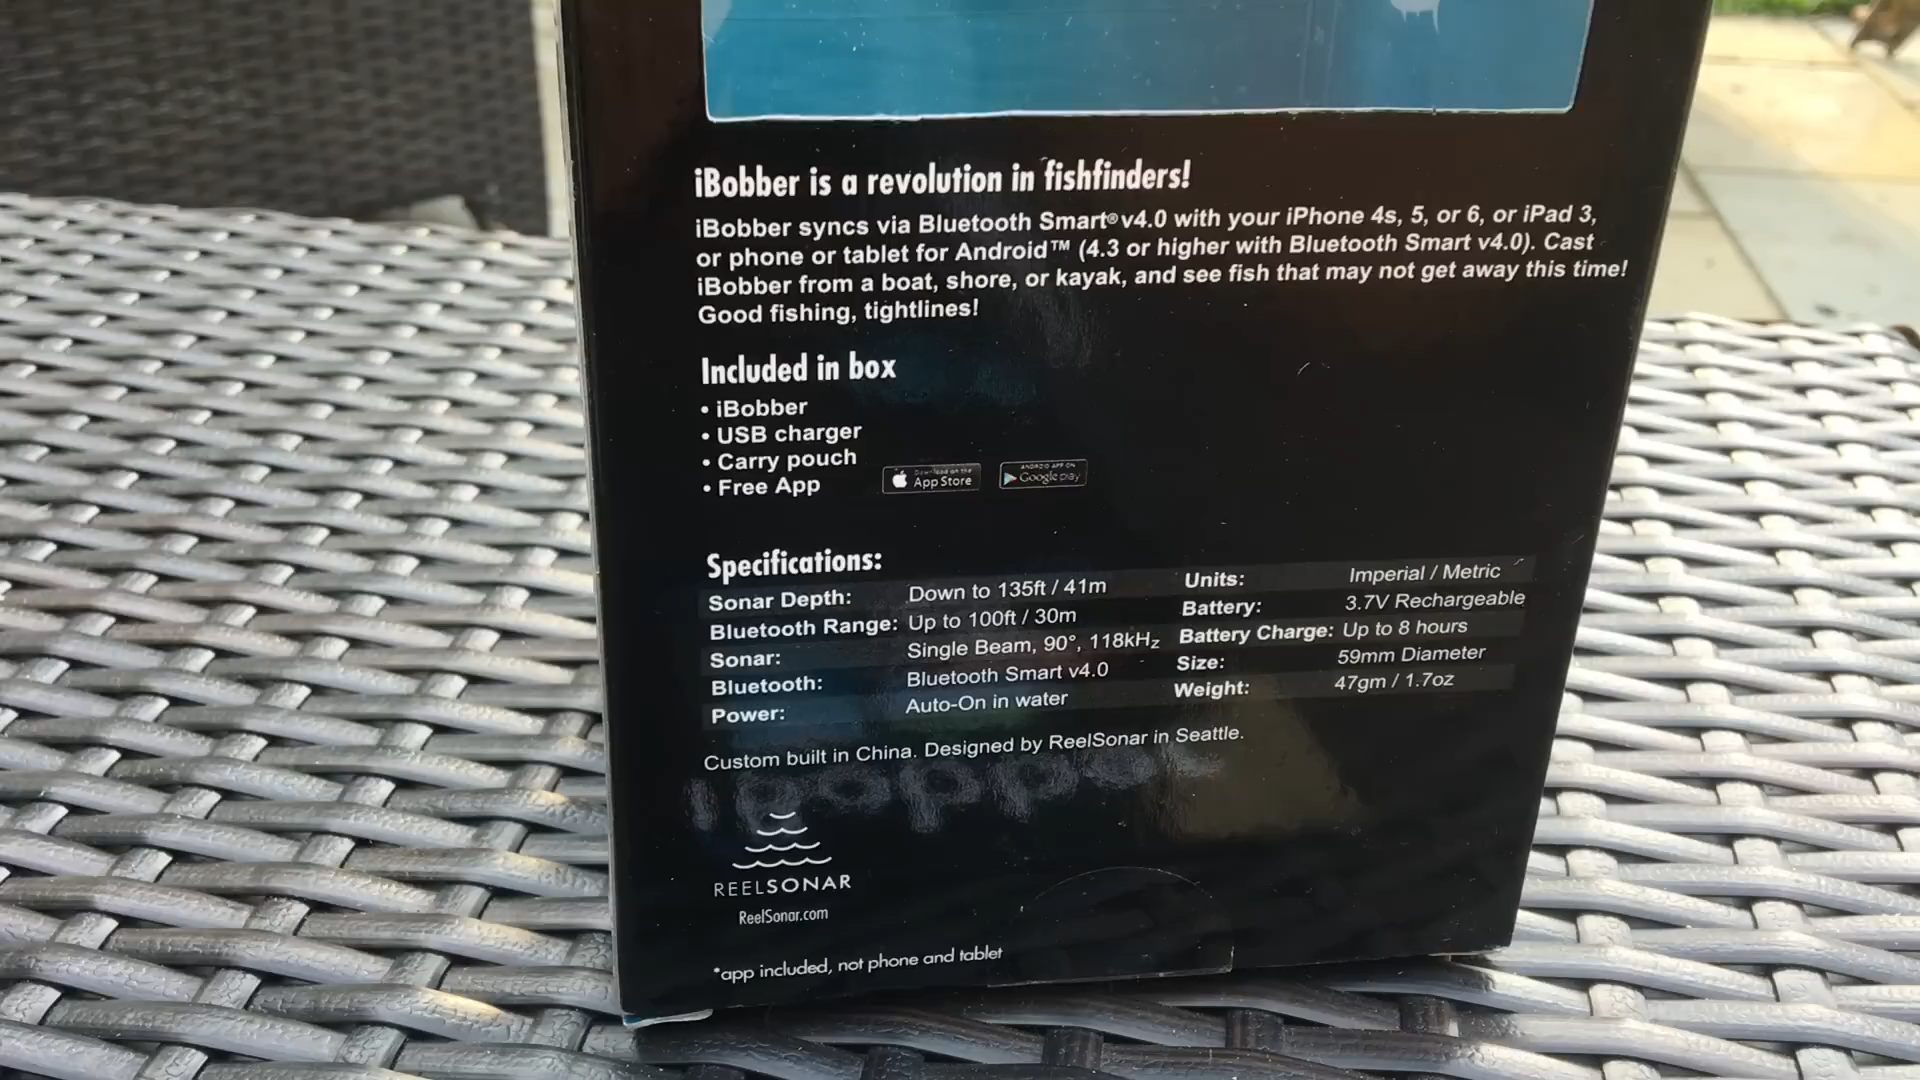 iBobber is a revolution in fishfinders!
iBobber syncs via Bluetooth Smart® v4.0 with your iPhone 4s, 5, or 6, or iPad 3,
or phone or tablet for Android™ (4.3 or higher with Bluetooth Smart v4.0). Cast
iBobber from a boat, shore, or kayak, and see fish that may not get away this time!
Good fishing, tightlines!
Included in box
• iBobber
• USB charger
• Carry pouch
• Free App
Download on the
App Store
ANDROID APP ON
Google play
Specifications:
Sonar Depth: Down to 135ft / 41m
Bluetooth Range: Up to 100ft / 30m
Sonar: Single Beam, 90°, 118kHz
Bluetooth: Bluetooth Smart v4.0
Power: Auto-On in water
Units: Imperial / Metric
Battery: 3.7V Rechargeable
Battery Charge: Up to 8 hours
Size: 59mm Diameter
Weight: 47gm / 1.7oz
Custom built in China. Designed by ReelSonar in Seattle.
REELSONAR
ReelSonar.com
*app included, not phone and tablet